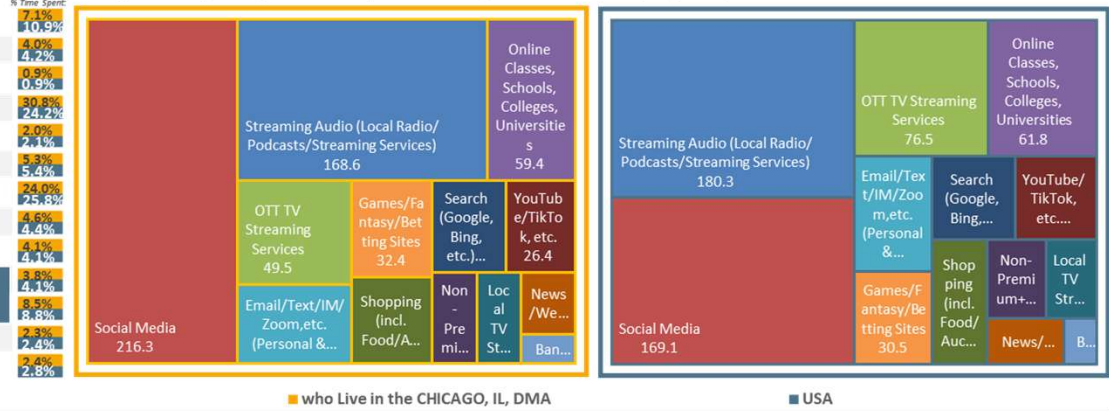 % Time Spent:
7.1%
10.9%
4.0%
4.2%
0.9%
0.9%
30.8%
24.2%
2.0%
2.1%
5.3%
5.4%
24.0%
25.8%
4.6%
4.4%
4.1%
4.1%
3.8%
4.1%
8.5%
8.8%
2.3%
2.4%
2.4%
2.8%
Social Media
216.3
Streaming Audio (Local Radio/
Podcasts/Streaming Services)
168.6
Online
Classes,
Schools,
Colleges,
Universitie
s
59.4
OTT TV
Streaming
Services
49.5
Games/Fa
ntasy/Bet
ting Sites
32.4
Search
(Google,
Bing,
etc.)...
YouTub
e/TikTo
k, etc.
26.4
Email/Text/IM/
Zoom,etc.
(Personal &...
Shopping
(incl.
Food/A...
Non
-
Pre
mi...
Loc
al
TV
St...
News
/We...
Ban...
Streaming Audio (Local Radio/
Podcasts/Streaming Services)
180.3
Social Media
169.1
OTT TV Streaming
Services
76.5
Online
Classes,
Schools,
Colleges,
Universities
61.8
Email/Tex
t/IM/Zoo
m,etc.
(Personal
&...
Search
(Google,
Bing,...
YouTube/
TikTok,
etc....
Games/F
antasy/Be
tting Sites
30.5
Shop
ping
(incl.
Food/
Auc...
Non-
Premi
um+...
Local
TV
Str...
News/...
B...
who Live in the CHICAGO, IL, DMA
USA